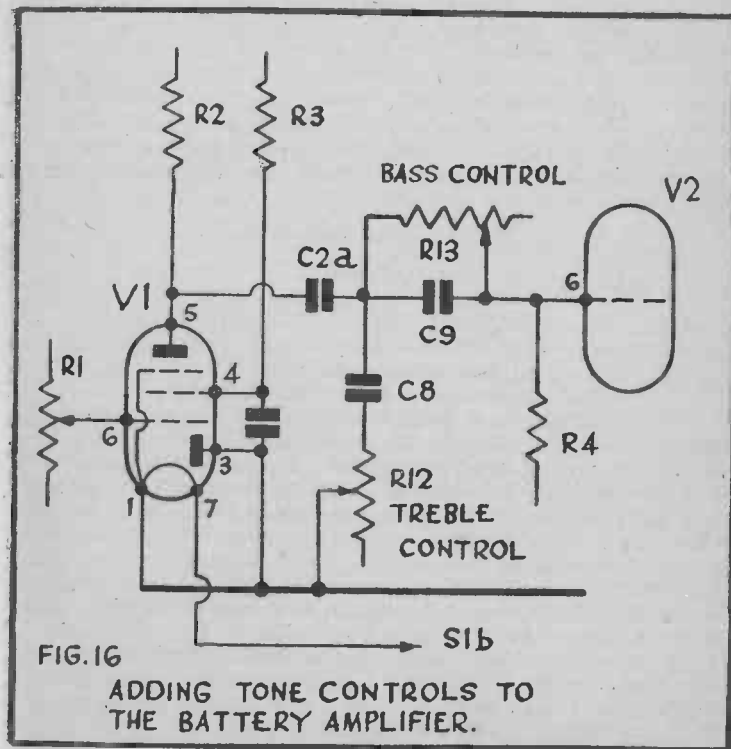 R2
R3
BASS CONTROL
V2
R13
C2a
V1
5
6
C9
R1
4
C8
6
3
R4
R12
TREBLE
CONTROL
1
7
S1b
FIG.16
ADDING TONE CONTROLS TO
THE BATTERY AMPLIFIER.